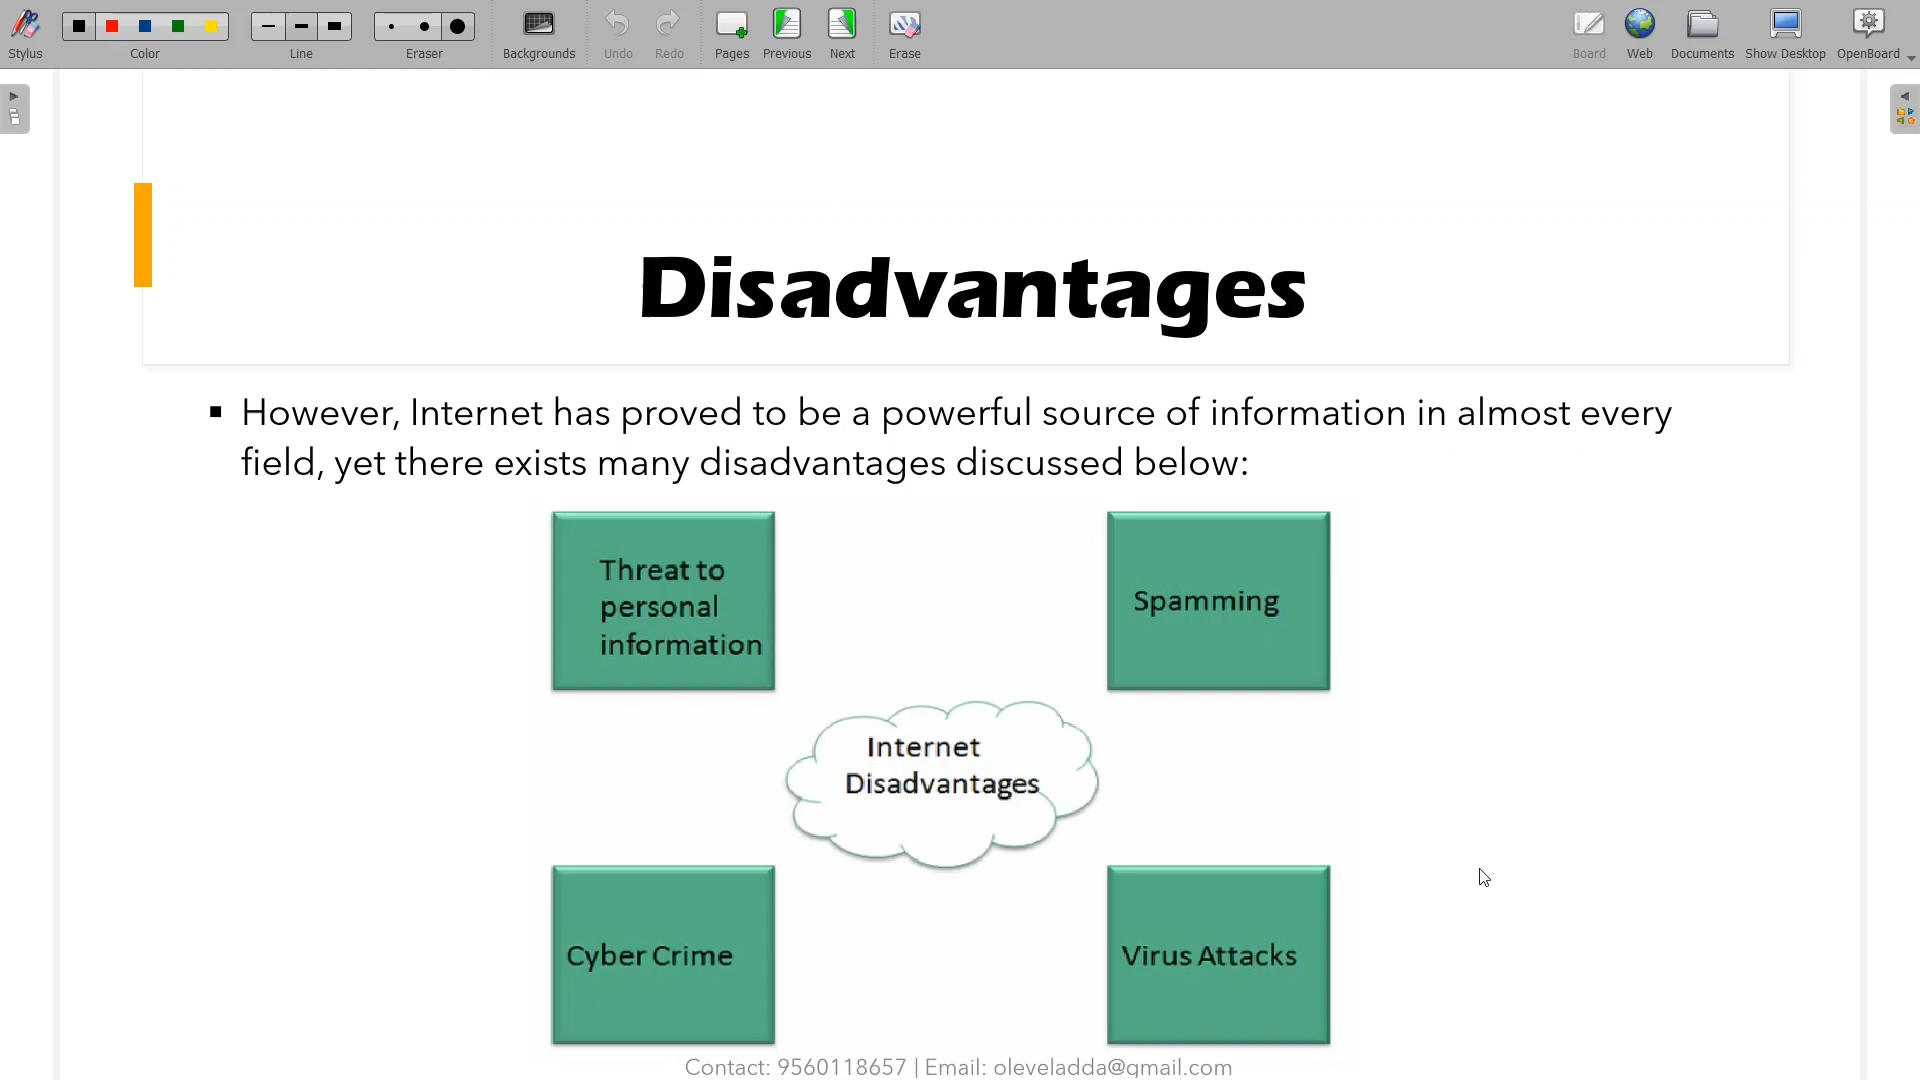 Stylus
Color
Line
Eraser
Backgrounds
Undo
Redo
Pages
Previous
Next
Erase
Board
Web
Documents
Show Desktop
OpenBoard
Disadvantages
▪ However, Internet has proved to be a powerful source of information in almost every
field, yet there exists many disadvantages discussed below:
Threat to
personal
information
Spamming
Internet
Disadvantages
Cyber Crime
Virus Attacks
Contact: 9560118657 | Email: oleveladda@gmail.com